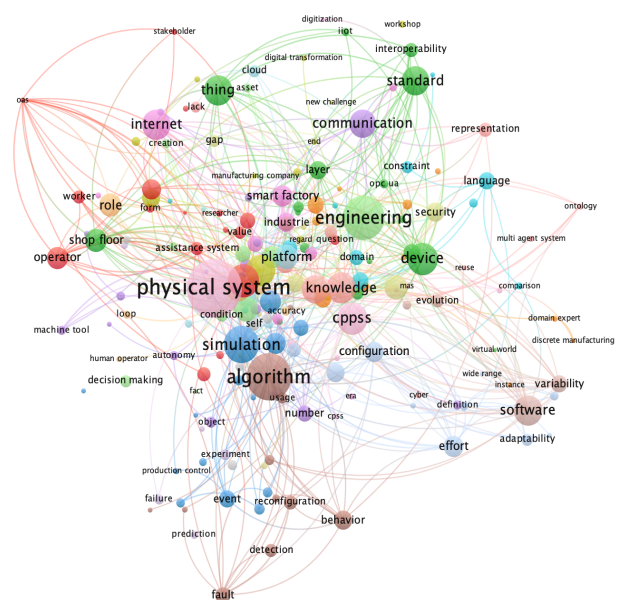 digitization
workshop
stakeholder
iiot
interoperability
digital transformation
cloud
standard
thing
asset
oas
lack
new challenge
internet
communication
representation
creation
gap
end
manufacturing company
layer
constraint
opc ua
language
worker
role
form
smart factory
researcher
industrie
engineering
security
ontology
value
shop floor
regard
question
multi agent system
assistance system
operator
platform
domain
device
reuse
physical system
knowledge
mas
comparison
evolution
loop
condition
accuracy
cppss
domain expert
self
machine tool
simulation
discrete manufacturing
human operator
autonomy
configuration
virtual world
decision making
algorithm
wide range
instance
variability
fact
usage
era
cyber
definition
number
cpss
software
object
effort
adaptability
experiment
production control
failure
event
reconfiguration
behavior
prediction
detection
fault